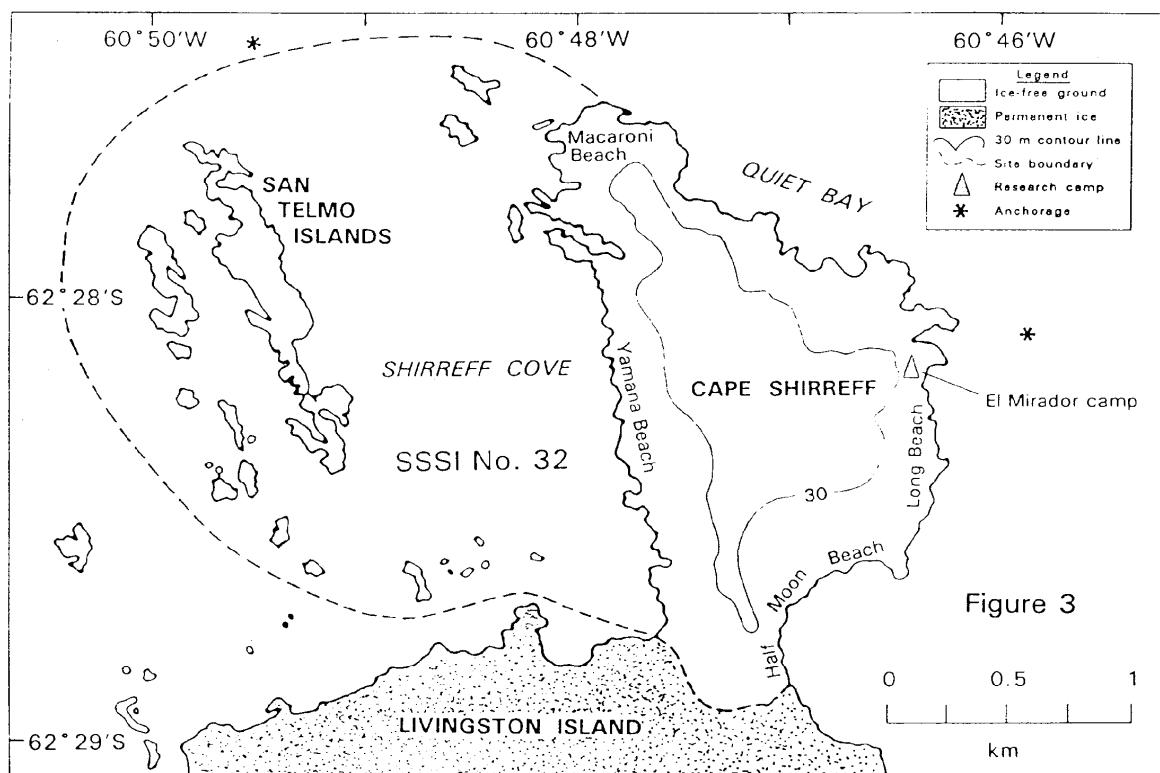 60°50'W
60°48'W
60°46'W
Legend
Ice-free ground
Permanent ice
30 m contour line
Site boundary
Research camp
Anchorage
Macaroni
Beach
QUIET BAY
SAN
TELMO
ISLANDS
62°28'S
SHIRREFF COVE
Yamana Beach
CAPE SHIRREFF
El Mirador camp
Long Beach
SSSI No. 32
30
Half Moon Beach
Figure 3
0 0.5 1
km
LIVINGSTON ISLAND
62°29'S